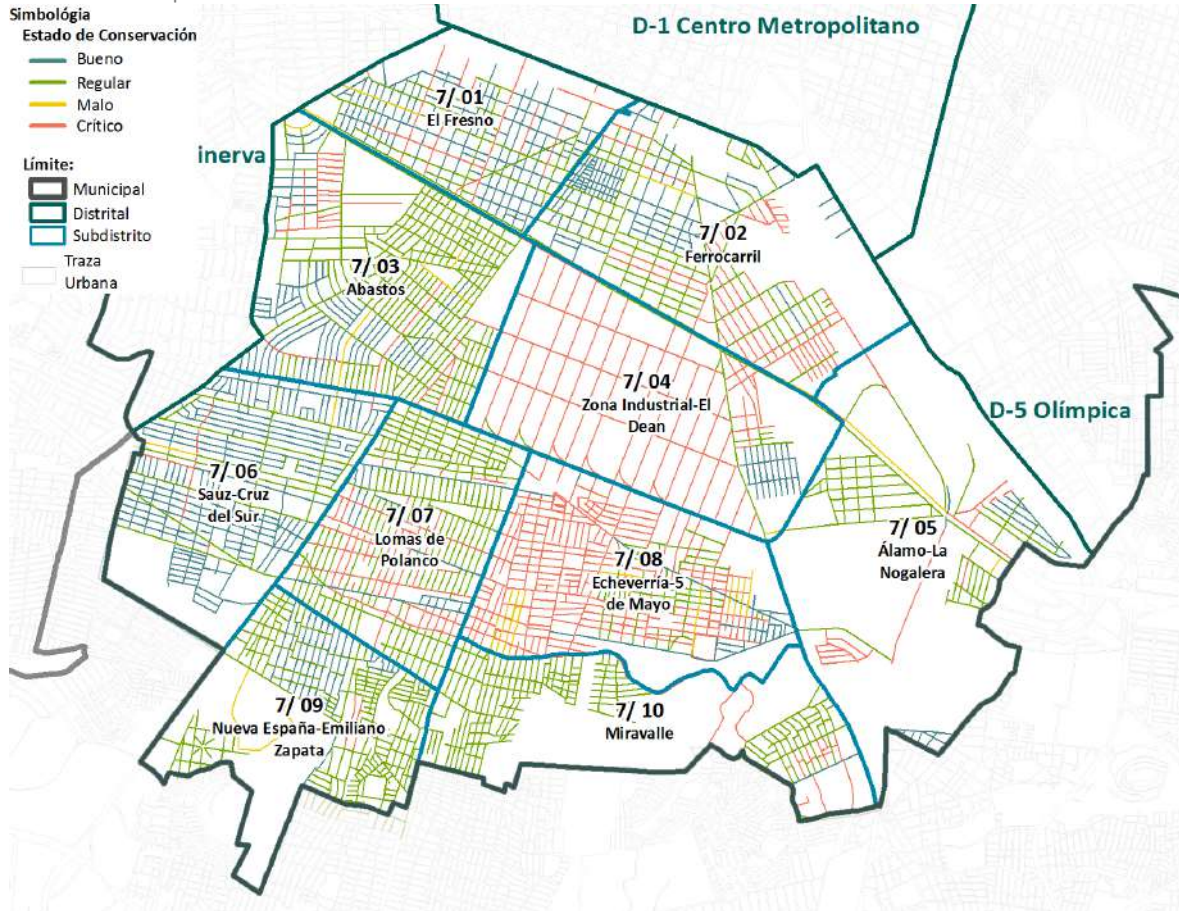 Simbológia
Estado de Conservación
Bueno
Regular
Malo
Crítico
Límite:
Municipal
Distrital
Subdistrito
Traza
Urbana
D-1 Centro Metropolitano
inerva
D-5 Olímpica
7/ 01
El Fresno
7/ 02
Ferrocarril
7/ 03
Abastos
7/ 04
Zona Industrial-El
Dean
7/ 05
Álamo-La
Nogalera
7/ 06
Sauz-Cruz
del Sur
7/ 07
Lomas de
Polanco
7/ 08
Echeverría-5
de Mayo
7/ 09
Nueva España-Emiliano
Zapata
7/ 10
Miravalle